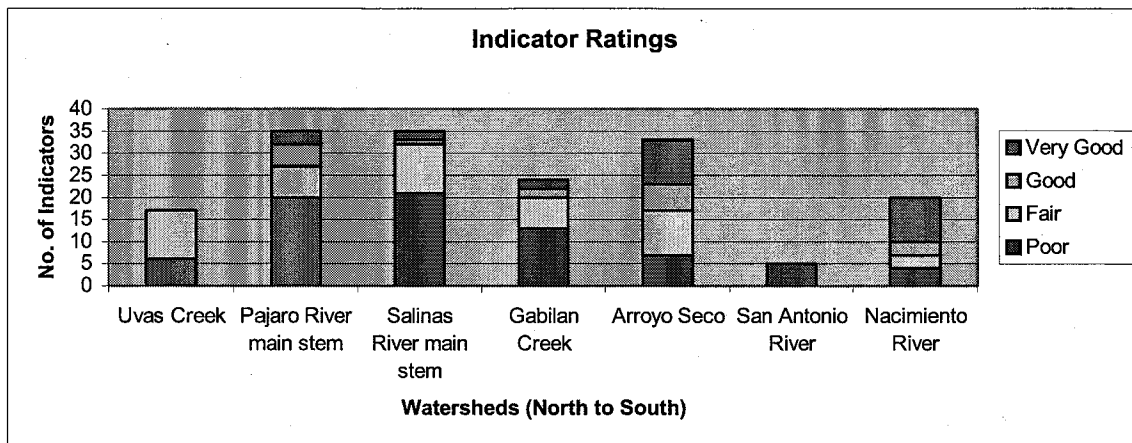 Indicator Ratings
No. of Indicators
40
35
30
25
20
15
10
5
0
Uvas Creek
Pajaro River
main stem
Salinas
River main
stem
Gabilan
Creek
Arroyo Seco
San Antonio
River
Nacimiento
River
Watersheds (North to South)
Very Good
Good
Fair
Poor